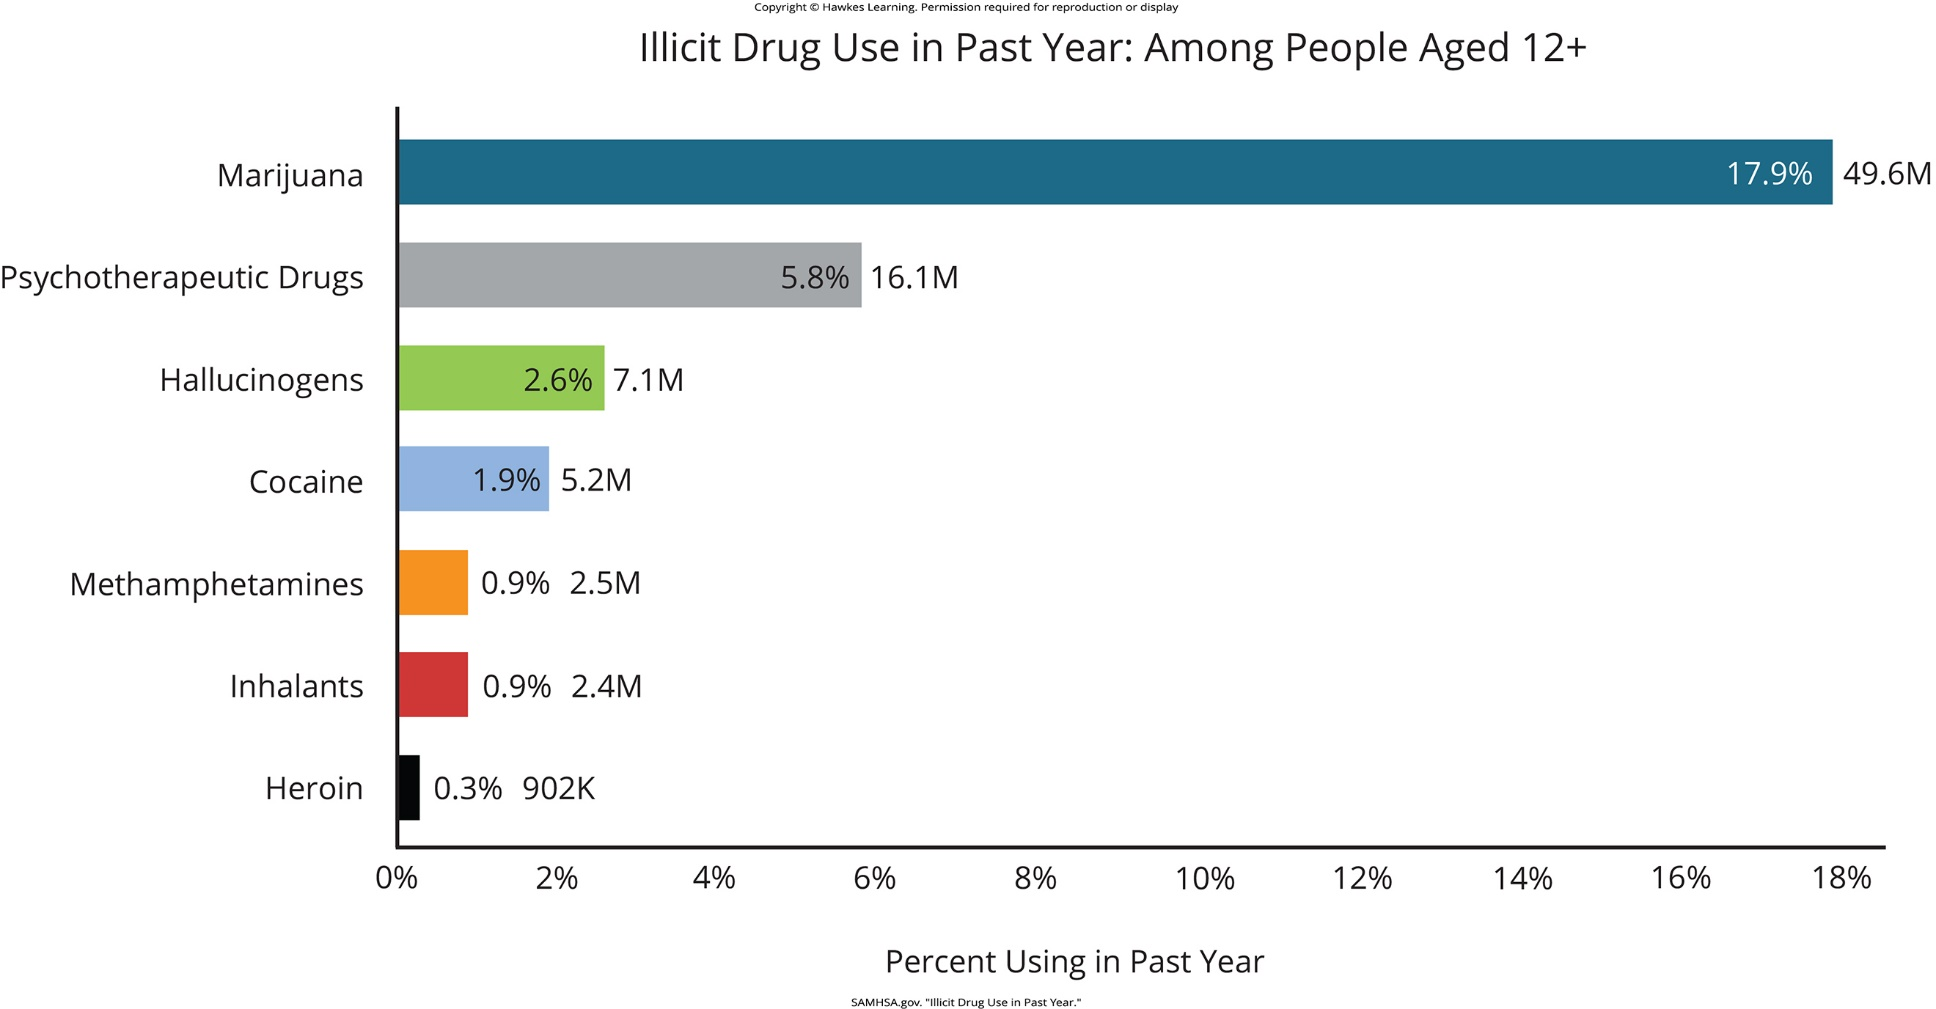 Copyright © Hawkes Learning. Permission required for reproduction or display
Illicit Drug Use in Past Year: Among People Aged 12+
Marijuana 17.9% 49.6M
Psychotherapeutic Drugs 5.8% 16.1M
Hallucinogens 2.6% 7.1M
Cocaine 1.9% 5.2M
Methamphetamines 0.9% 2.5M
Inhalants 0.9% 2.4M
Heroin 0.3% 902K
0% 2% 4% 6% 8% 10% 12% 14% 16% 18%
Percent Using in Past Year
SAMHSA.gov. "Illicit Drug Use in Past Year."